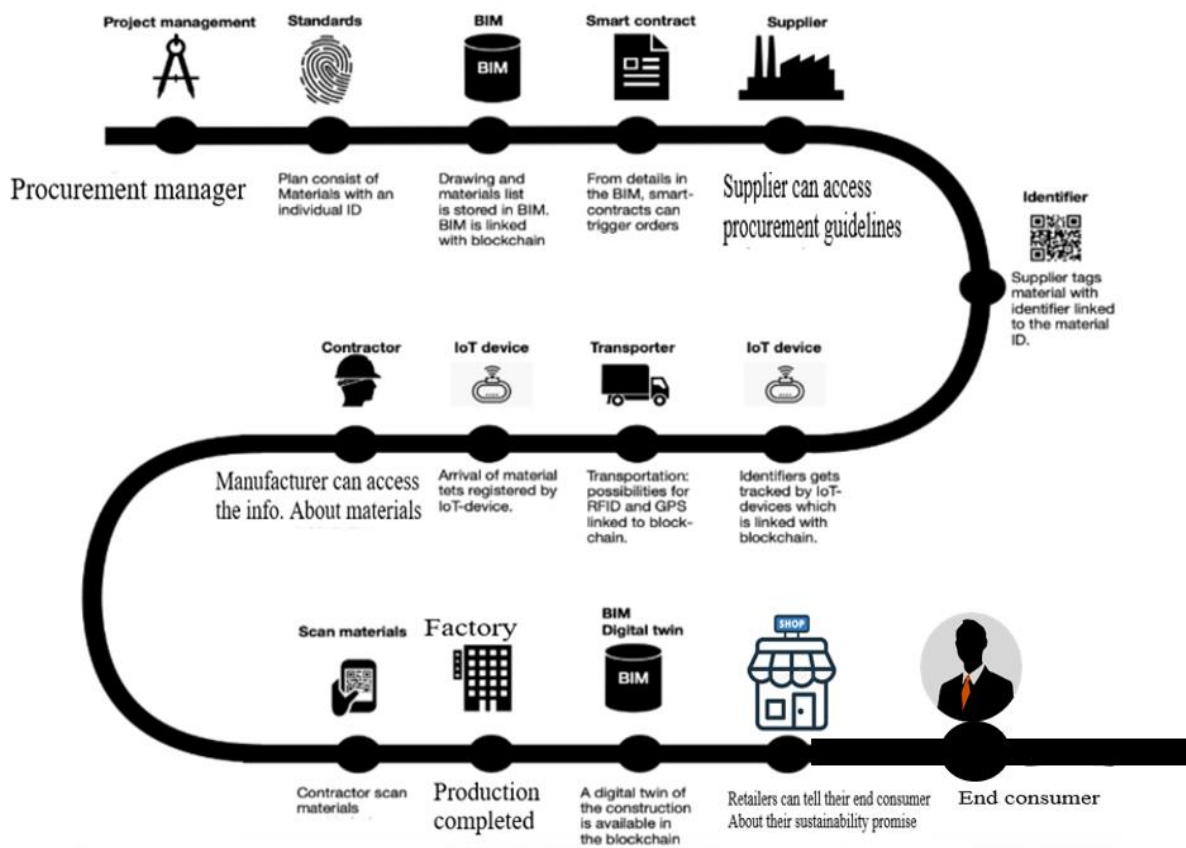 Project management
Standards
BIM
Smart contract
Supplier
BIM
Procurement manager
Plan consist of
Materials with an
individual ID
Drawing and
materials list
is stored in BIM.
BIM is linked
with blockchain
From details in
the BIM, smart-
contracts can
trigger orders
Supplier can access
procurement guidelines
Identifier
Supplier tags
material with
identifier linked
to the material
ID.
Contractor
IoT device
Transporter
IoT device
Manufacturer can access
the info. About materials
Arrival of material
tets registered by
IoT-device.
Transportation:
possibilities for
RFID and GPS
linked to block-
chain.
Identifiers gets
tracked by IoT-
devices which
is linked with
blockchain.
Scan materials
Factory
BIM
Digital twin
BIM
SHOP
Contractor scan
materials
Production
completed
A digital twin of
the construction
is available in
the blockchain
Retailers can tell their end consumer
About their sustainability promise
End consumer